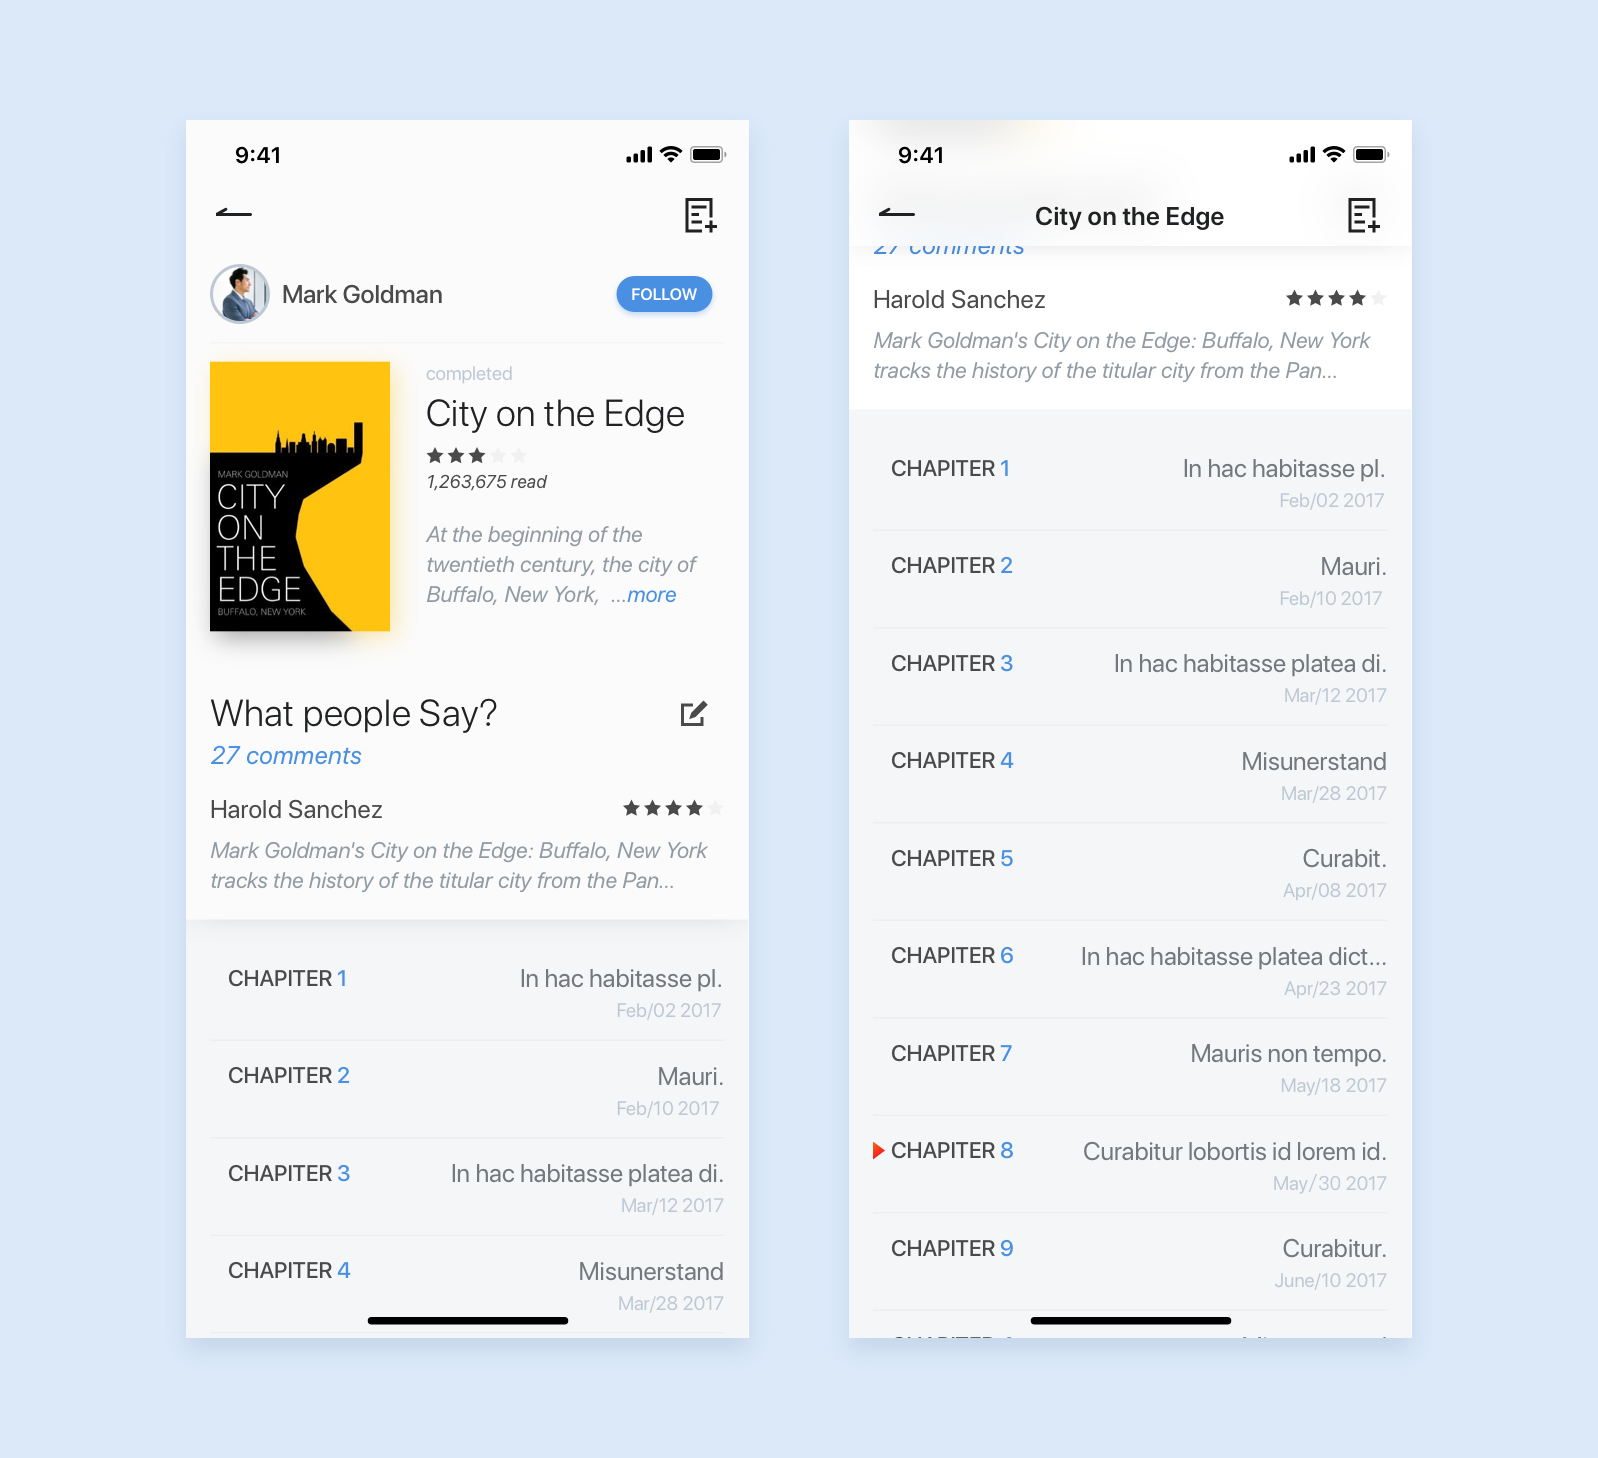 9:41
Mark Goldman
FOLLOW
completed
City on the Edge
1,263,675 read
At the beginning of the
twentieth century, the city of
Buffalo, New York, ...more
MARK GOLDMAN
CITY
ON
THE
EDGE
BUFFALO, NEW YORK
What people Say?
27 comments
Harold Sanchez
Mark Goldman's City on the Edge: Buffalo, New York
tracks the history of the titular city from the Pan...
CHAPITER 1 In hac habitasse pl.
Feb/02 2017
CHAPITER 2 Mauri.
Feb/10 2017
CHAPITER 3 In hac habitasse platea di.
Mar/12 2017
CHAPITER 4 Misunerstand
Mar/28 2017
9:41
City on the Edge
27 comments
Harold Sanchez
Mark Goldman's City on the Edge: Buffalo, New York
tracks the history of the titular city from the Pan...
CHAPITER 1 In hac habitasse pl.
Feb/02 2017
CHAPITER 2 Mauri.
Feb/10 2017
CHAPITER 3 In hac habitasse platea di.
Mar/12 2017
CHAPITER 4 Misunerstand
Mar/28 2017
CHAPITER 5 Curabit.
Apr/08 2017
CHAPITER 6 In hac habitasse platea dict...
Apr/23 2017
CHAPITER 7 Mauris non tempo.
May/18 2017
CHAPITER 8 Curabitur lobortis id lorem id.
May/30 2017
CHAPITER 9 Curabitur.
June/10 2017